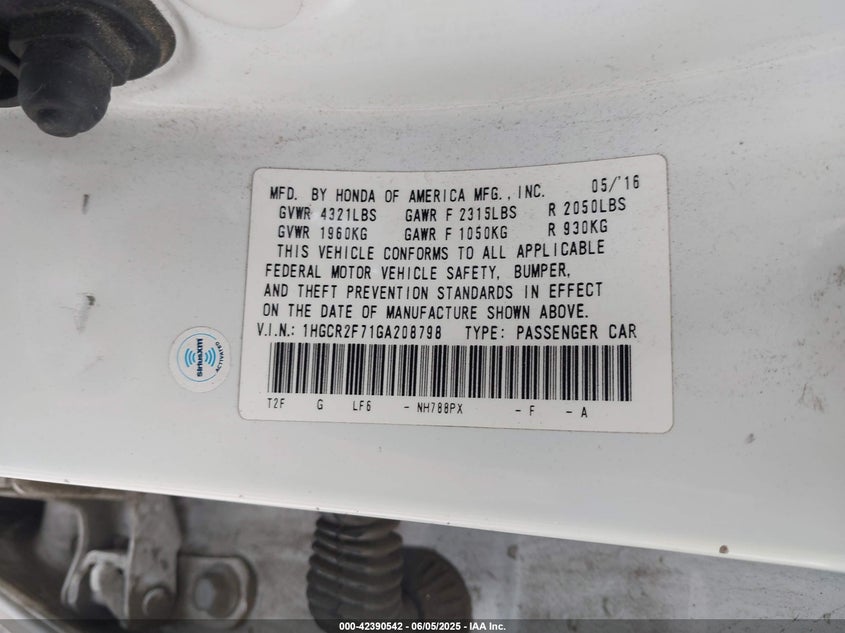 MFD. BY HONDA OF AMERICA MFG., INC. 05/'16
GVWR 4321LBS GAWR F 2315LBS R 2050LBS
GVWR 1960KG GAWR F 1050KG R 930KG
THIS VEHICLE CONFORMS TO ALL APPLICABLE
FEDERAL MOTOR VEHICLE SAFETY, BUMPER,
AND THEFT PREVENTION STANDARDS IN EFFECT
ON THE DATE OF MANUFACTURE SHOWN ABOVE.
V.I.N.: 1HGCR2F71GA208798 TYPE: PASSENGER CAR
T2F G LF6 - NH788PX - F - A
((SiriusXM))
ACTIVATED
000-42390542 - 06/05/2025 - IAA Inc.